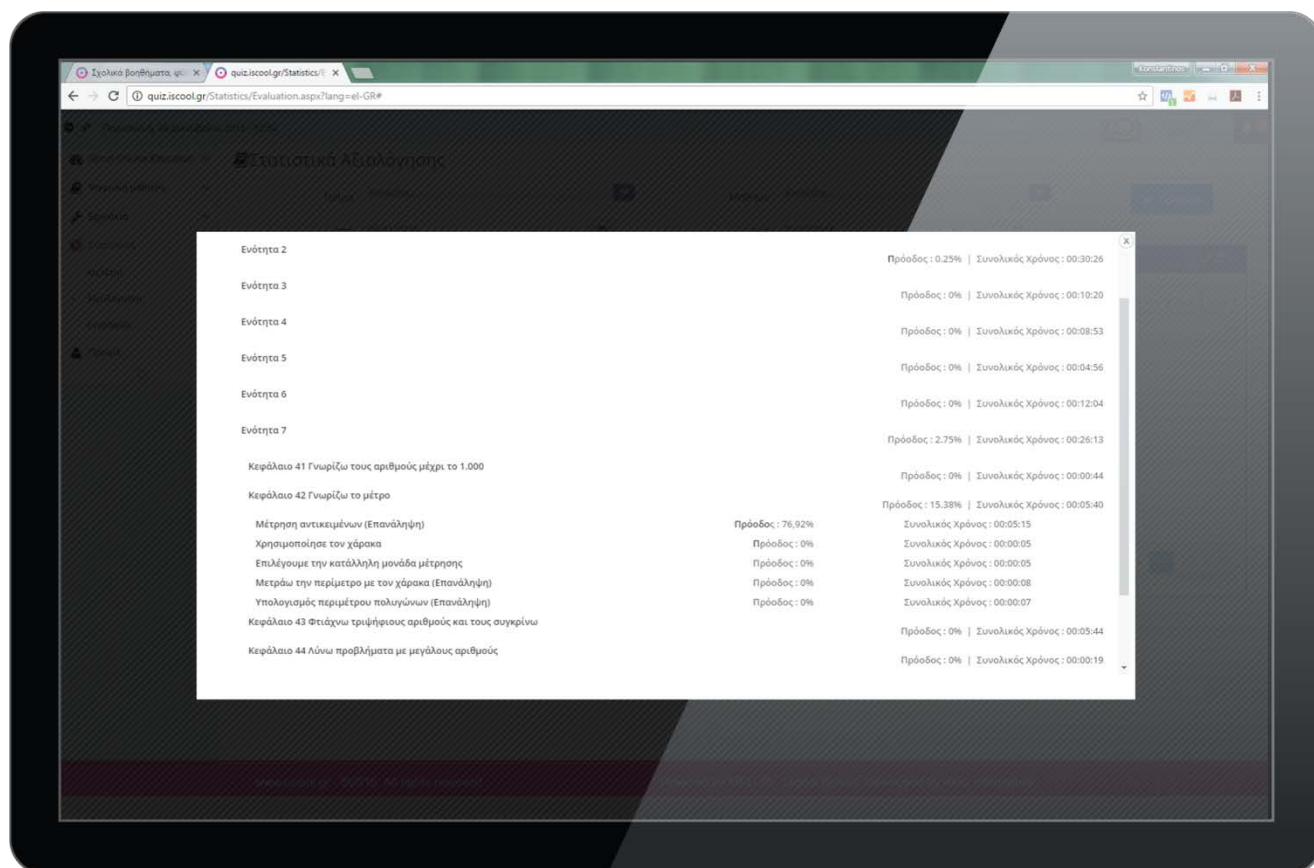 Σχολικά βοηθήματα, φύλ
quiz.iscool.gr/Statistics/E
Konstantinos
quiz.iscool.gr/Statistics/Evaluation.aspx?lang=el-GR#
Στατιστικά Αξιολόγησης
Ενότητα 2
Πρόοδος : 0.25% | Συνολικός Χρόνος : 00:30:26
Ενότητα 3
Πρόοδος : 0% | Συνολικός Χρόνος : 00:10:20
Ενότητα 4
Πρόοδος : 0% | Συνολικός Χρόνος : 00:08:53
Ενότητα 5
Πρόοδος : 0% | Συνολικός Χρόνος : 00:04:56
Ενότητα 6
Πρόοδος : 0% | Συνολικός Χρόνος : 00:12:04
Ενότητα 7
Πρόοδος : 2.75% | Συνολικός Χρόνος : 00:26:13
Κεφάλαιο 41 Γνωρίζω τους αριθμούς μέχρι το 1.000
Πρόοδος : 0% | Συνολικός Χρόνος : 00:00:44
Κεφάλαιο 42 Γνωρίζω το μέτρο
Πρόοδος : 15.38% | Συνολικός Χρόνος : 00:05:40
Μέτρηση αντικειμένων (Επανάληψη) Πρόοδος : 76,92% Συνολικός Χρόνος : 00:05:15
Χρησιμοποίησε τον χάρακα Πρόοδος : 0% Συνολικός Χρόνος : 00:00:05
Επιλέγουμε την κατάλληλη μονάδα μέτρησης Πρόοδος : 0% Συνολικός Χρόνος : 00:00:05
Μετράω την περίμετρο με τον χάρακα (Επανάληψη) Πρόοδος : 0% Συνολικός Χρόνος : 00:00:08
Υπολογισμός περιμέτρου πολυγώνων (Επανάληψη) Πρόοδος : 0% Συνολικός Χρόνος : 00:00:07
Κεφάλαιο 43 Φτιάχνω τριψήφιους αριθμούς και τους συγκρίνω
Πρόοδος : 0% | Συνολικός Χρόνος : 00:05:44
Κεφάλαιο 44 Λύνω προβλήματα με μεγάλους αριθμούς
Πρόοδος : 0% | Συνολικός Χρόνος : 00:00:19